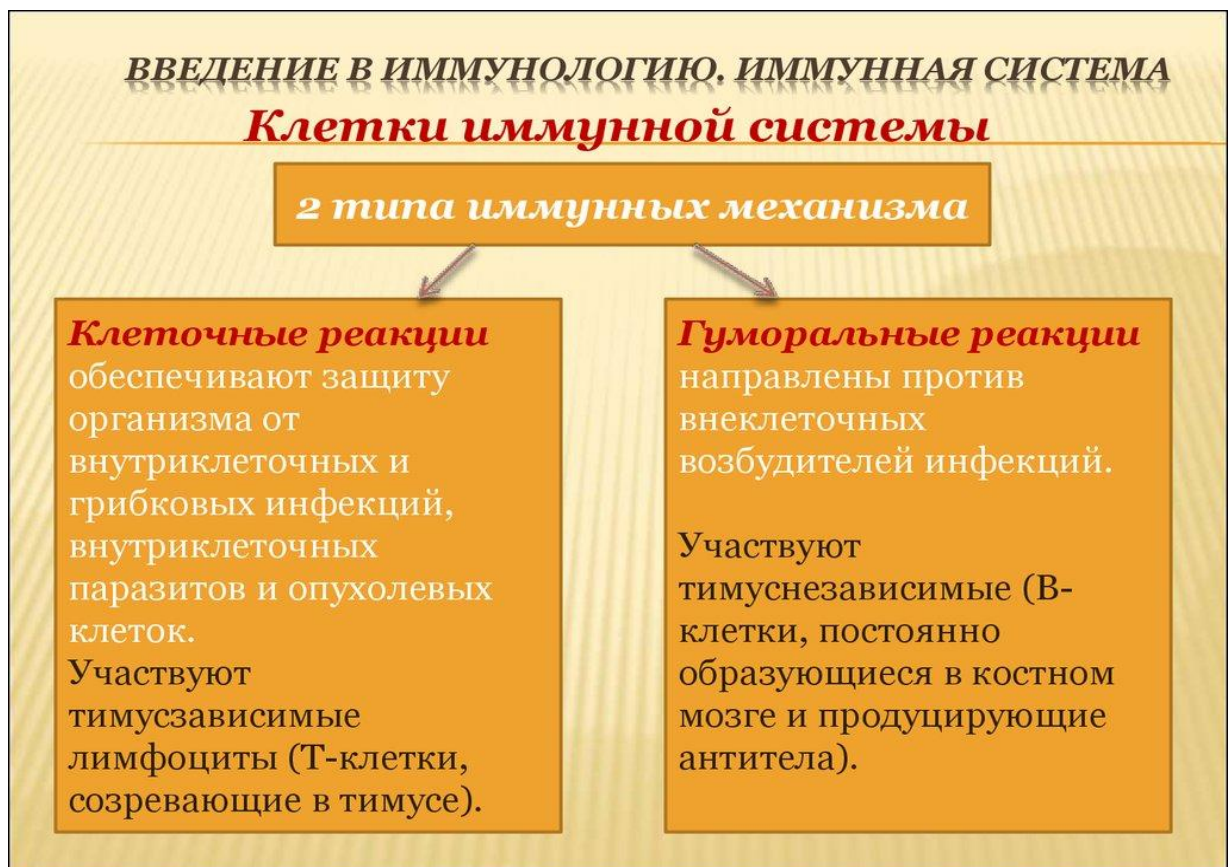 ВВЕДЕНИЕ В ИММУНОЛОГИЮ. ИММУННАЯ СИСТЕМА
Клетки иммунной системы
2 типа иммунных механизма
Клеточные реакции
обеспечивают защиту
организма от
внутриклеточных и
грибковых инфекций,
внутриклеточных
паразитов и опухолевых
клеток.
Участвуют
тимусзависимые
лимфоциты (Т-клетки,
созревающие в тимусе).
Гуморальные реакции
направлены против
внеклеточных
возбудителей инфекций.
Участвуют
тимуснезависимые (В-
клетки, постоянно
образующиеся в костном
мозге и продуцирующие
антитела).